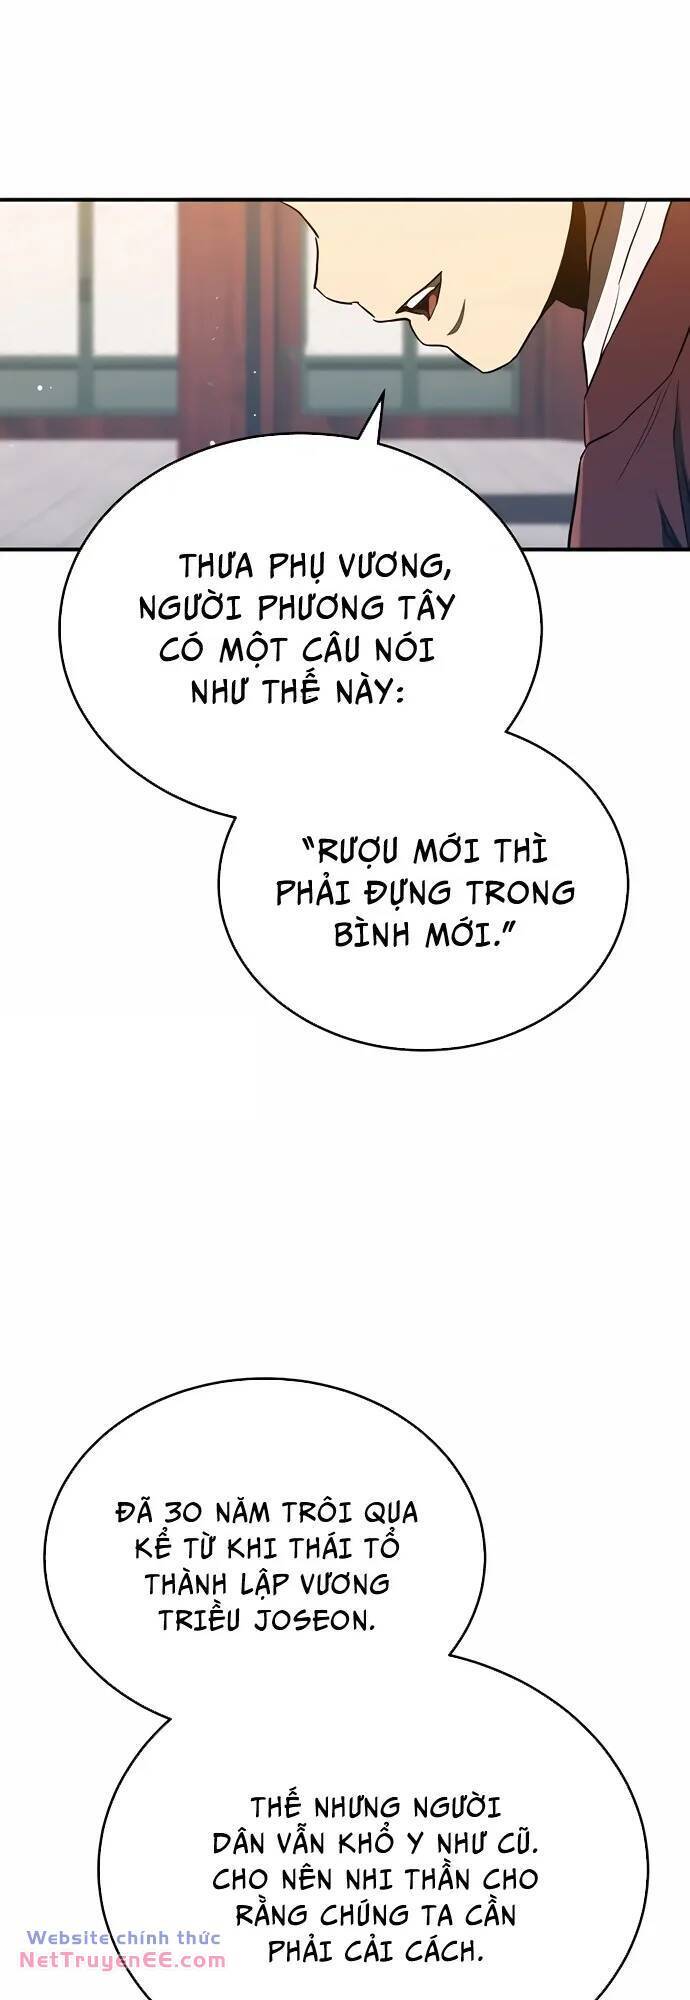 THƯA PHỤ VƯƠNG,
NGƯỜI PHƯƠNG TÂY
CÓ MỘT CÂU NÓI
NHƯ THẾ NÀY:
“RƯỢU MỚI THÌ
PHẢI ĐỰNG TRONG
BÌNH MỚI.”
ĐÃ 30 NĂM TRÔI QUA
KỂ TỪ KHI THÁI TỔ
THÀNH LẬP VƯƠNG
TRIỀU JOSEON.
THẾ NHƯNG NGƯỜI
DÂN VẪN KHỔ Y NHƯ CŨ.
CHO NÊN NHI THẦN CHO
RẰNG CHÚNG TA CẦN
PHẢI CẢI CÁCH.
Website chính thức
NetTruyenEE.com